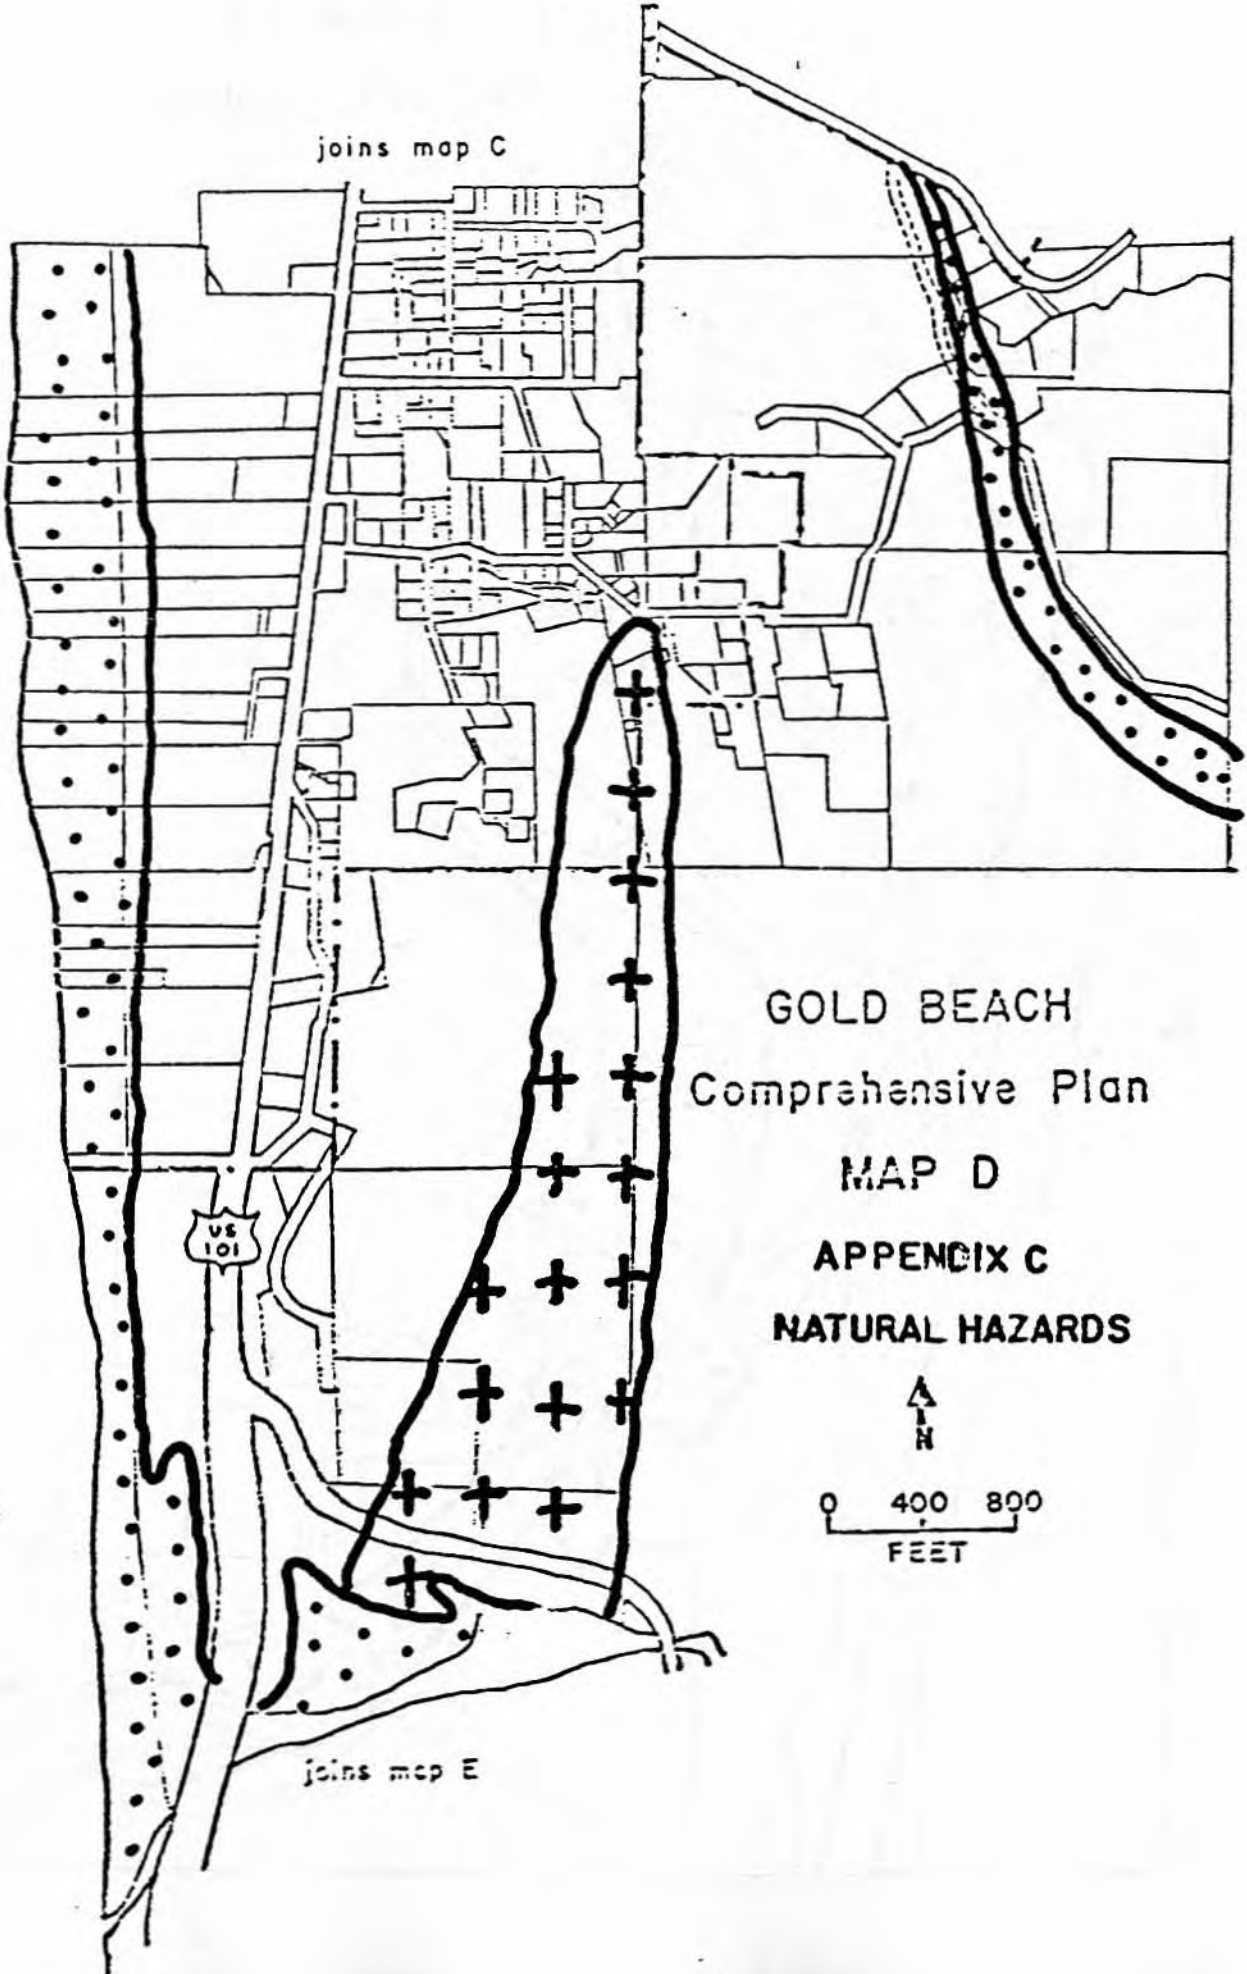 joins map C
GOLD BEACH
Comprehensive Plan
MAP D
US
101
APPENDIX C
NATURAL HAZARDS
N
0 400 800
FEET
joins map E